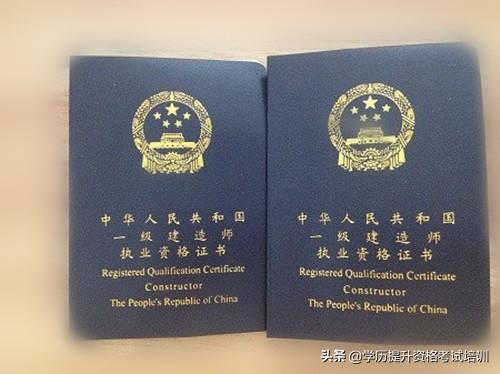 中华人民共和国
一级建造师
执业资格证书
Registered Qualification Certificate
Constructor
The People's Republic of China
中华人民共和国
一级建造师
执业资格证书
Registered Qualification Certificate
Constructor
The People's Republic of China
头条 @学历提升资格考试培训